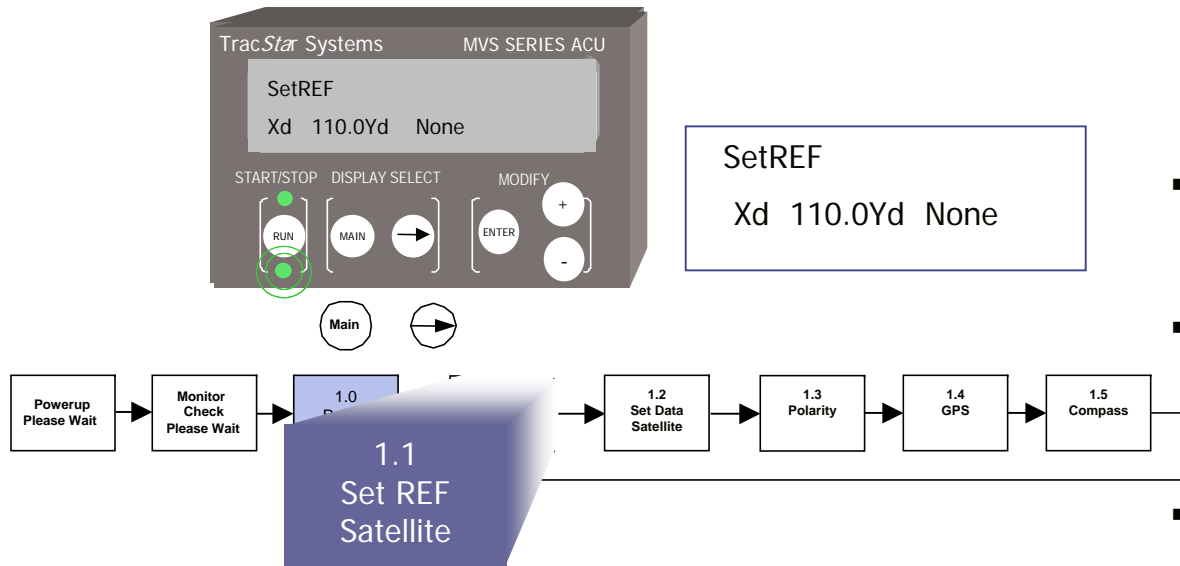 TracStar Systems MVS SERIES ACU
SetREF
Xd 110.0Yd None
START/STOP DISPLAY SELECT MODIFY
RUN MAIN ENTER + -
SetREF
Xd 110.0Yd None
Main
Powerup
Please Wait
Monitor
Check
Please Wait
1.0
1.1
Set REF
Satellite
1.2
Set Data
Satellite
1.3
Polarity
1.4
GPS
1.5
Compass